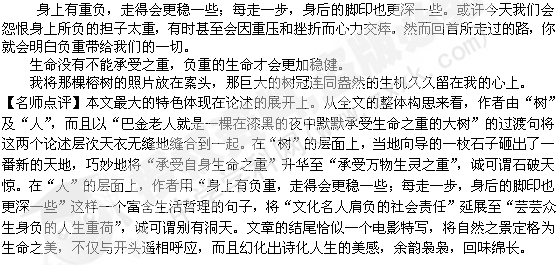 身上有重负，走得会更稳一些；每走一步，身后的脚印也更深一些。或许今天我们会
怨恨身上所负的担子太重，有时甚至会因重压和挫折而心力交瘁。然而回首所走过的路，你
就会明白负重带给我们的一切。
生命没有不能承受之重，负重的生命才会更加稳健。
我将那棵榕树的照片放在案头，那巨大的树冠连同盎然的生机久久留在我的心上。
【名师点评】本文最大的特色体现在论述的展开上。从全文的整体构思来看，作者由“树”
及“人”，而且以“巴金老人就是一棵在漆黑的夜中默默承受生命之重的大树”的过渡句将
这两个论述层次天衣无缝地缝合到一起。在“树”的层面上，当地向导的一枚石子砸出了一
番新的天地，巧妙地将“承受自身生命之重”升华至“承受万物生灵之重”，诚可谓石破天
惊。在“人”的层面上，作者用“身上有负重，走得会更稳一些；每走一步，身后的脚印也
更深一些”这样一个富含生活哲理的句子，将“文化名人肩负的社会责任”延展至“芸芸众
生身负的人生重荷”，诚可谓别有洞天。文章的结尾恰似一个电影特写，将自然之景定格为
生命之美，不仅与开头遥相呼应，而且幻化出诗化人生的美感，余韵袅袅，回味绵长。